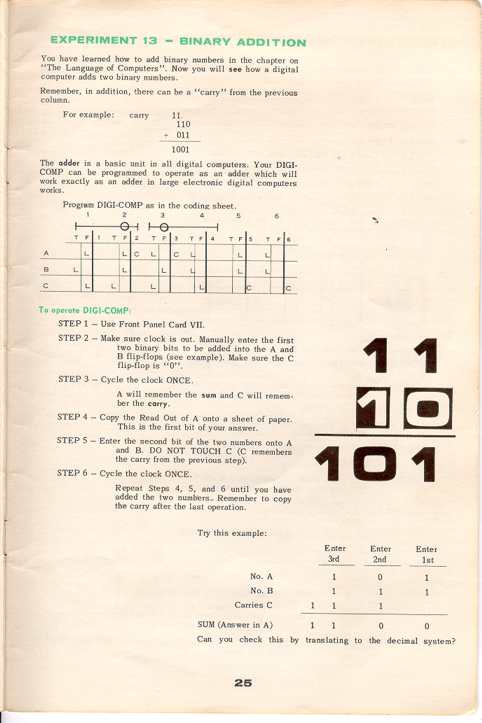 EXPERIMENT 13 - BINARY ADDITION
You have learned how to add binary numbers in the chapter on
"The Language of Computers". Now you will see how a digital
computer adds two binary numbers.
Remember, in addition, there can be a "carry" from the previous
column.
For example: carry 11
110
+ 011
1001
The adder is a basic unit in all digital computers. Your DIGI-
COMP can be programmed to operate as an adder which will
work exactly as an adder in large electronic digital computers
works.
Program DIGI-COMP as in the coding sheet.
1 2 3 4 5 6
T F 1 T F 2 T F 3 T F 4 T F 5 T F 6
A L L C L C L L L
B L L L L L L
C L L L L C C
To operate DIGI-COMP:
STEP 1 – Use Front Panel Card VII.
STEP 2 – Make sure clock is out. Manually enter the first
two binary bits to be added into the A and
B flip-flops (see example). Make sure the C
flip-flop is "0".
STEP 3 – Cycle the clock ONCE.
A will remember the sum and C will remem-
ber the carry.
STEP 4 – Copy the Read Out of A onto a sheet of paper.
This is the first bit of your answer.
STEP 5 – Enter the second bit of the two numbers onto A
and B. DO NOT TOUCH C (C remembers
the carry from the previous step).
STEP 6 – Cycle the clock ONCE.
Repeat Steps 4, 5, and 6 until you have
added the two numbers. Remember to copy
the carry after the last operation.
11
10
101
Try this example:
Enter Enter Enter
3rd 2nd 1st
No. A 1 0 1
No. B 1 1 1
Carries C 1 1 1
SUM (Answer in A) 1 1 0 0
Can you check this by translating to the decimal system?
25